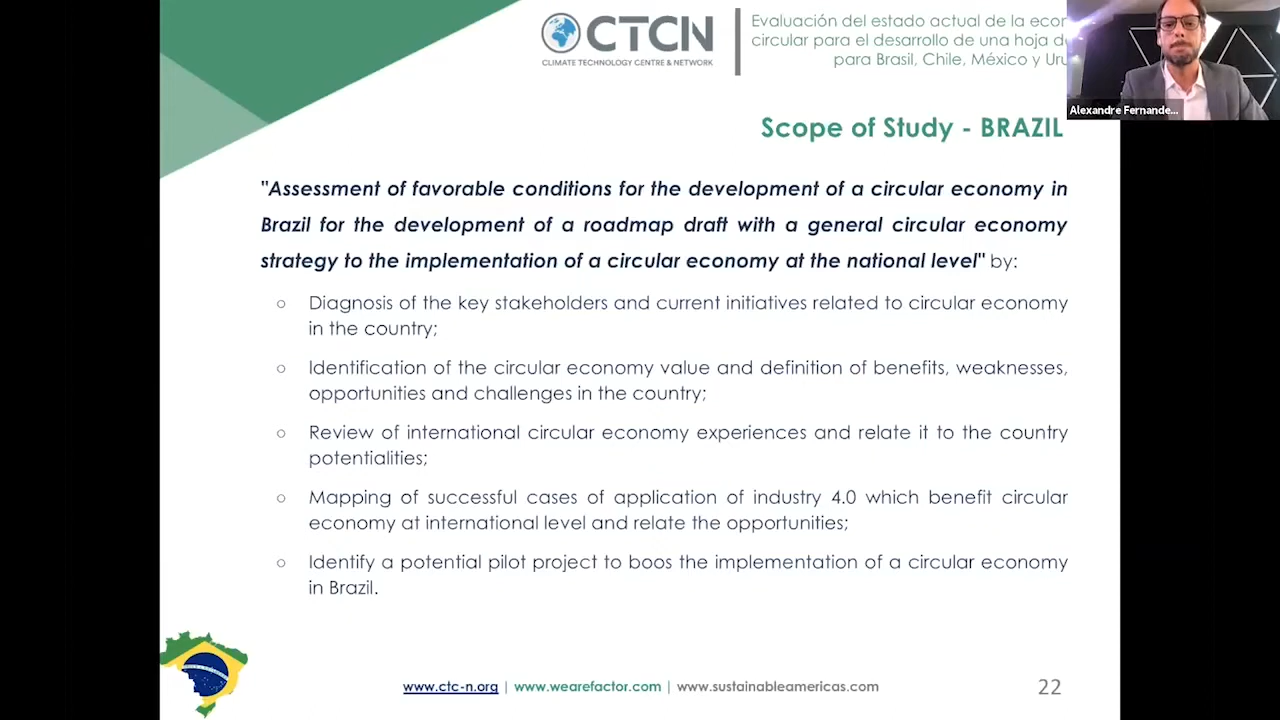 CTCN
CLIMATE TECHNOLOGY CENTRE & NETWORK
Evaluación del estado actual de la
circular para el desarrollo de una hoja
para Brasil, Chile, México y
Alexandre Fernande...
Scope of Study - BRAZIL
"Assessment of favorable conditions for the development of a circular economy in
Brazil for the development of a roadmap draft with a general circular economy
strategy to the implementation of a circular economy at the national level" by:
○ Diagnosis of the key stakeholders and current initiatives related to circular economy
in the country;
○ Identification of the circular economy value and definition of benefits, weaknesses,
opportunities and challenges in the country;
○ Review of international circular economy experiences and relate it to the country
potentialities;
○ Mapping of successful cases of application of industry 4.0 which benefit circular
economy at international level and relate the opportunities;
○ Identify a potential pilot project to boos the implementation of a circular economy
in Brazil.
www.ctc-n.org | www.wearefactor.com | www.sustainableamericas.com
22